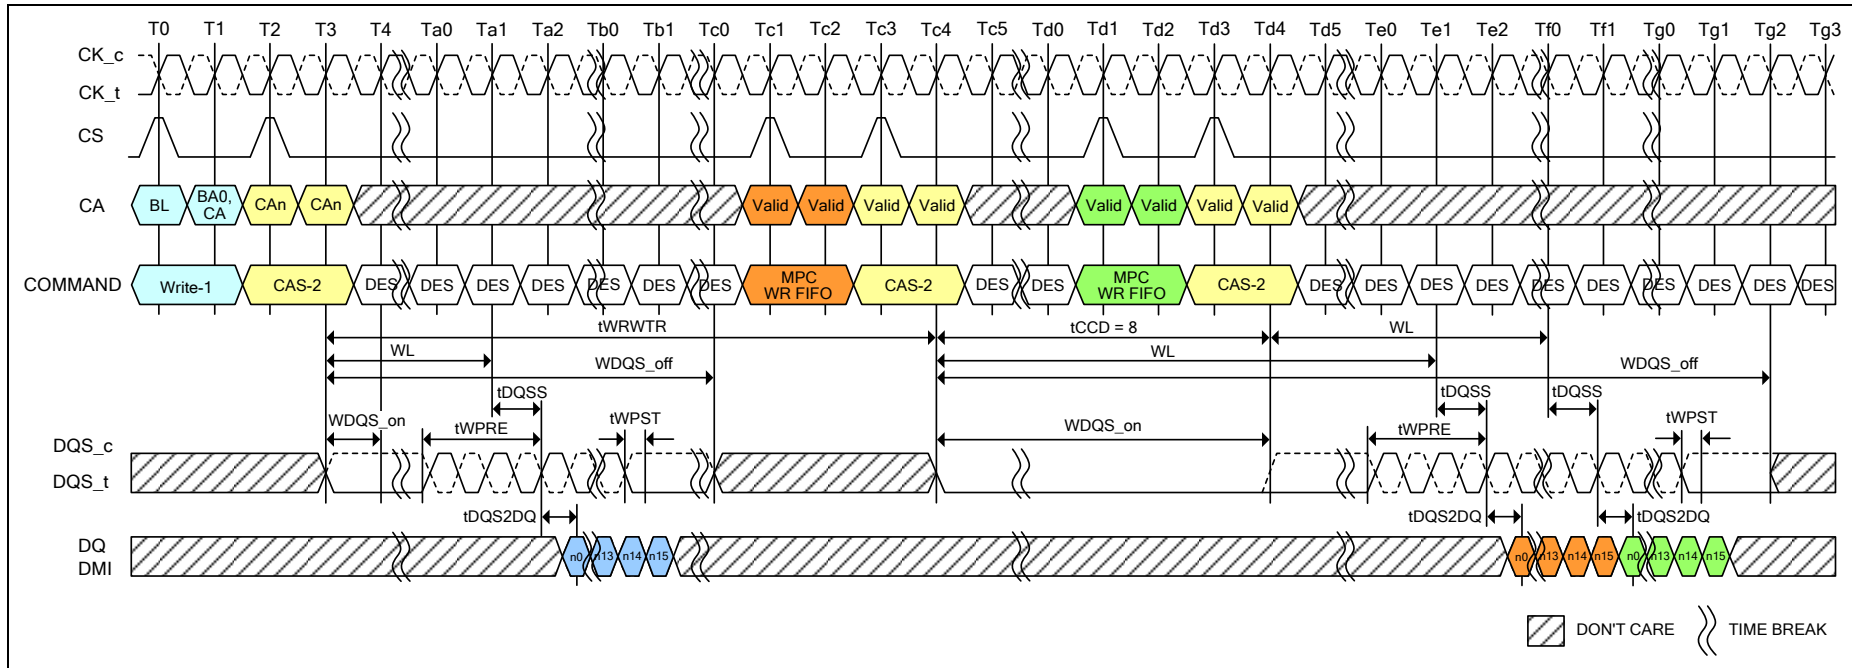 T0 T1 T2 T3 T4 Ta0 Ta1 Ta2 Tb0 Tb1 Tc0 Tc1 Tc2 Tc3 Tc4 Tc5 Td0 Td1 Td2 Td3 Td4 Td5 Te0 Te1 Te2 Tf0 Tf1 Tg0 Tg1 Tg2 Tg3
CK_c
CK_t
CS
CA BL BA0, CA CAn CAn Valid Valid Valid Valid Valid Valid Valid Valid
COMMAND Write-1 CAS-2 DES DES DES DES DES DES DES MPC WR FIFO CAS-2 DES DES MPC WR FIFO CAS-2 DES DES DES DES DES DES DES DES DES DES
tWRWTR tCCD = 8 WL
WL WL
WDQS_off WDQS_off
tDQSS tDQSS tDQSS
WDQS_on tWPRE tWPST WDQS_on tWPRE tWPST
DQS_c
DQS_t
tDQS2DQ tDQS2DQ tDQS2DQ
DQ
DMI
n0 n13 n14 n15 n0 n13 n14 n15 n0 n13 n14 n15
DON'T CARE TIME BREAK